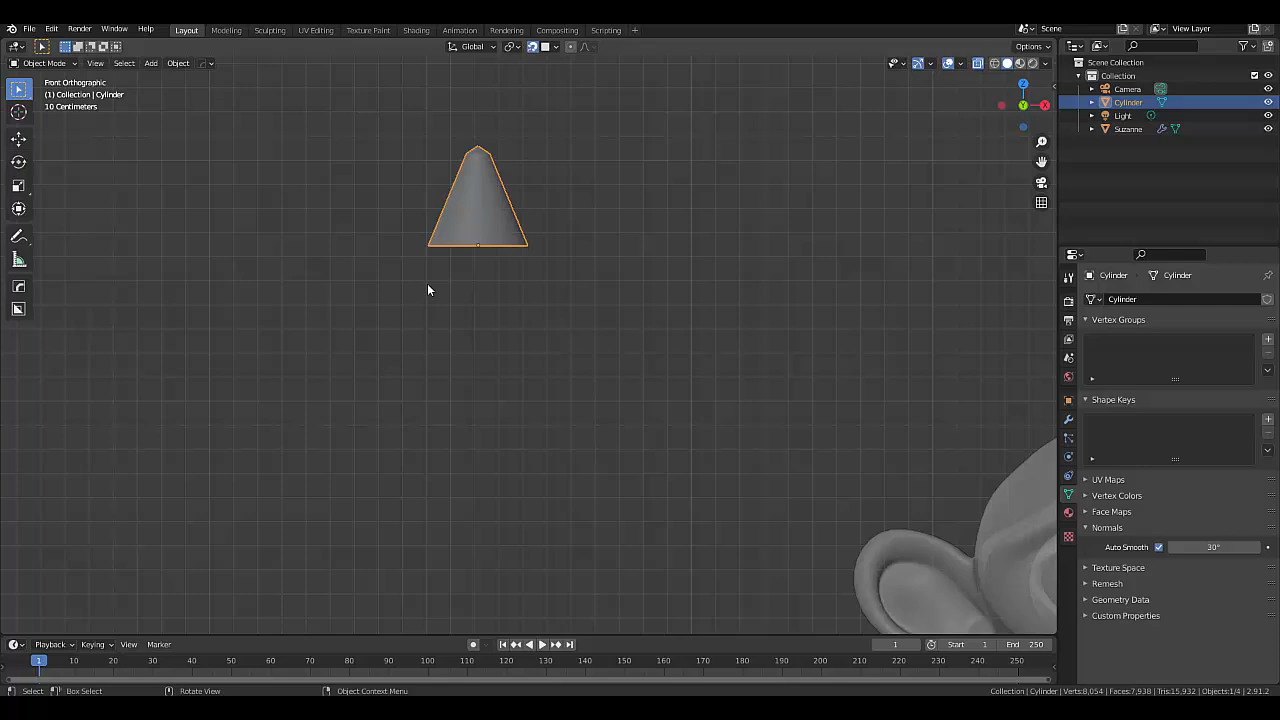 File Edit Render Window Help Layout Modeling Sculpting UV Editing Texture Paint Shading Animation Rendering Compositing Scripting + Scene View Layer
Global Options
Object Mode View Select Add Object
Front Orthographic
(1) Collection | Cylinder
10 Centimeters
Z
Y
X
Scene Collection
Collection
Camera
Cylinder
Light
Suzanne
Cylinder Cylinder
Cylinder
Vertex Groups
Shape Keys
UV Maps
Vertex Colors
Face Maps
Normals
Auto Smooth 30°
Texture Space
Remesh
Geometry Data
Custom Properties
Playback Keying View Marker 1 Start 1 End 250
1 10 20 30 40 50 60 70 80 90 100 110 120 130 140 150 160 170 180 190 200 210 220 230 240 250
Select Box Select Rotate View Object Context Menu Collection | Cylinder | Verts:8,054 | Faces:7,938 | Tris:15,932 | Objects:1/4 | 2.91.2